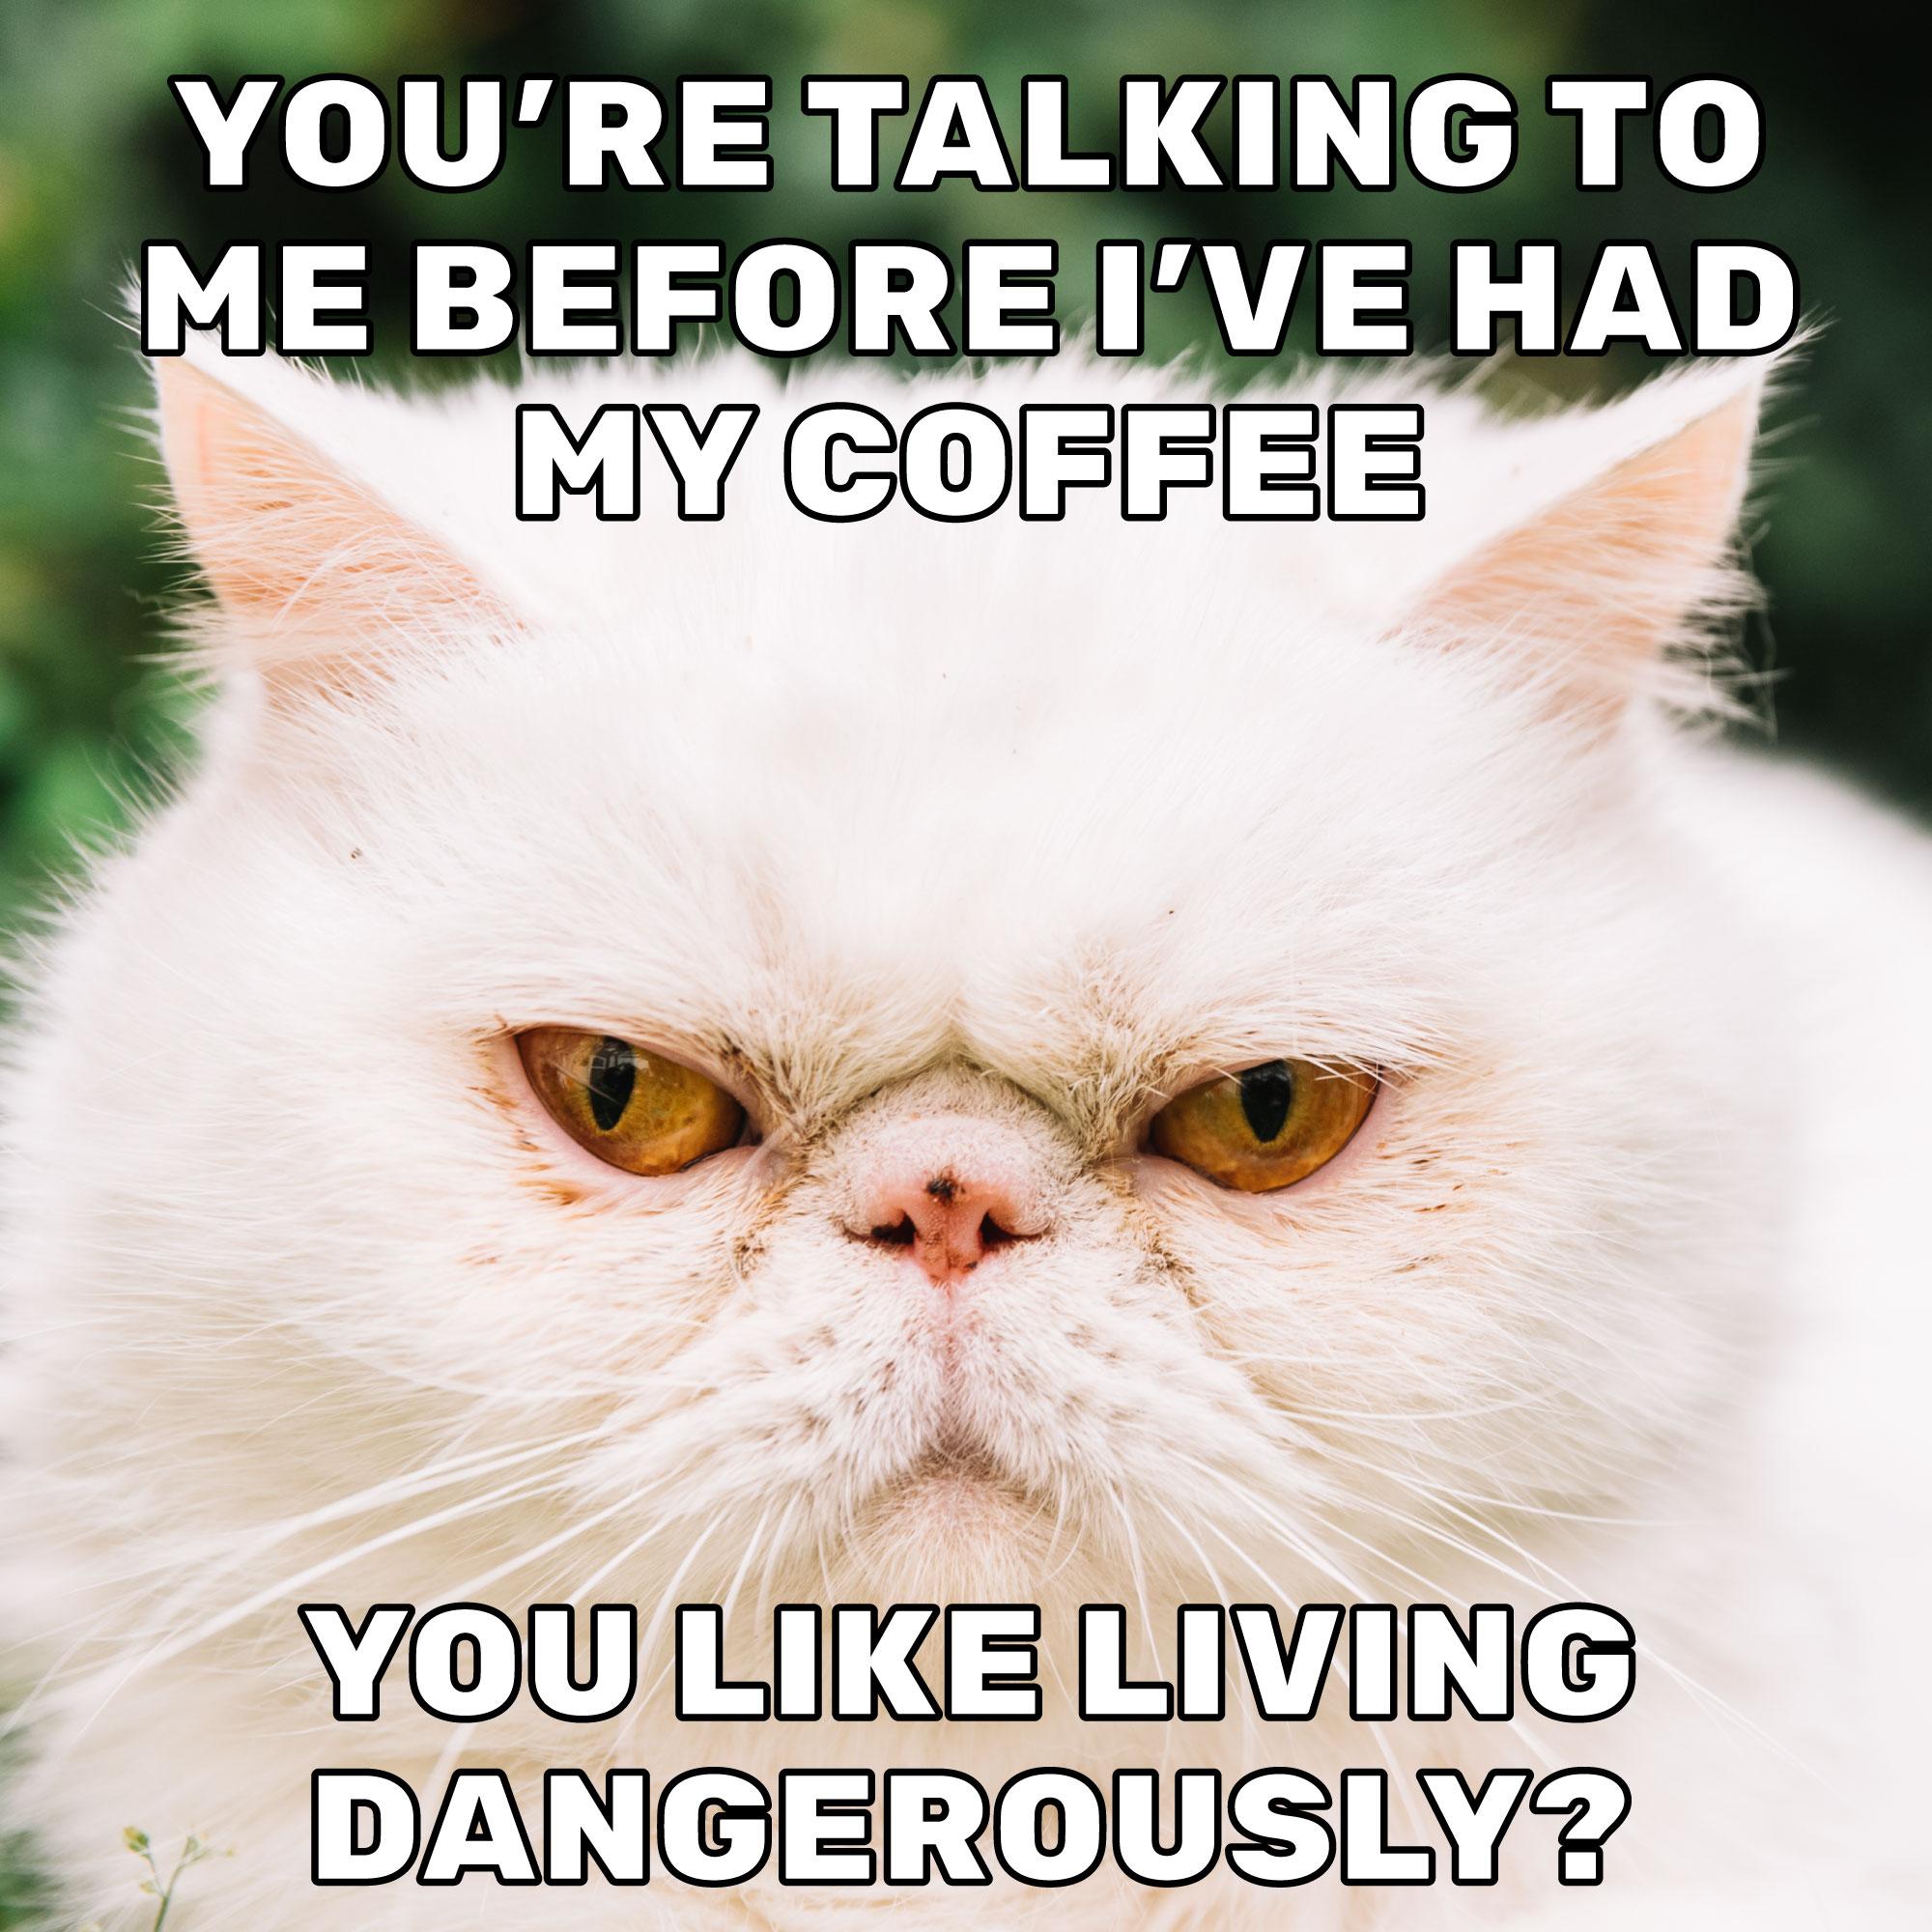 YOU’RE TALKING TO
ME BEFORE I’VE HAD
MY COFFEE
YOU LIKE LIVING
DANGEROUSLY?